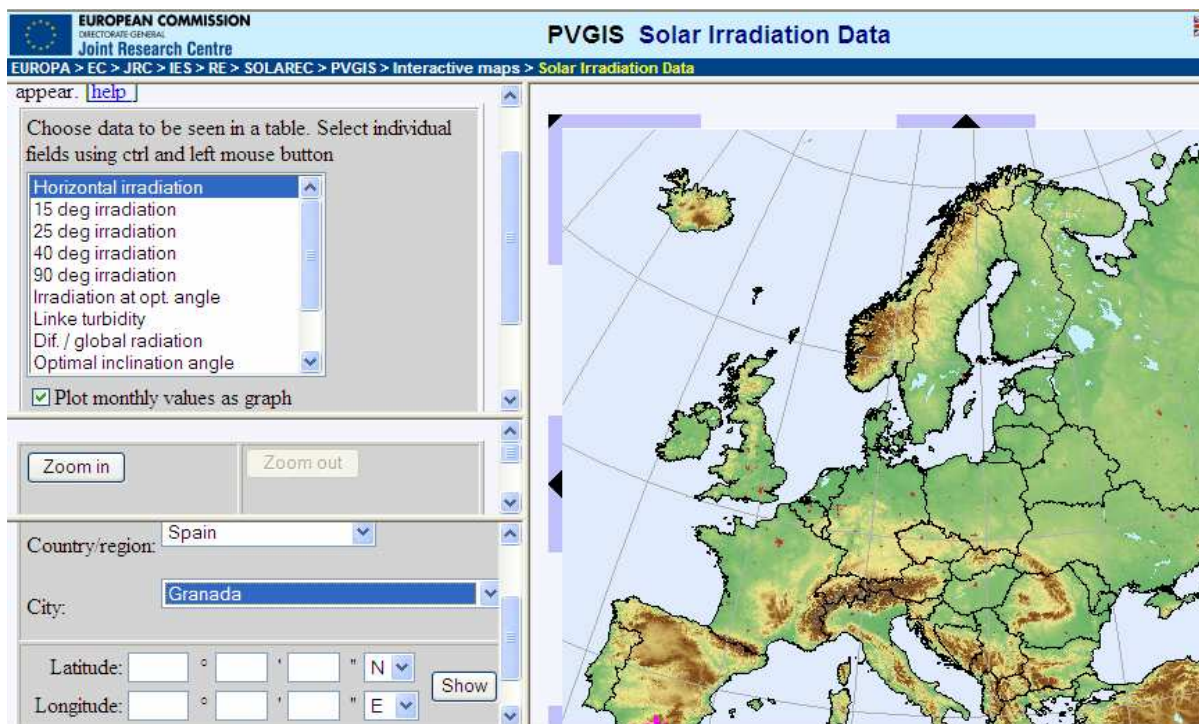 EUROPEAN COMMISSION
DIRECTORATE-GENERAL
Joint Research Centre
PVGIS Solar Irradiation Data
EUROPA > EC > JRC > IES > RE > SOLAREC > PVGIS > Interactive maps > Solar Irradiation Data
appear. [help ]
Choose data to be seen in a table. Select individual
fields using ctrl and left mouse button
Horizontal irradiation
15 deg irradiation
25 deg irradiation
40 deg irradiation
90 deg irradiation
Irradiation at opt. angle
Linke turbidity
Dif. / global radiation
Optimal inclination angle
Plot monthly values as graph
Zoom in Zoom out
Country/region: Spain
City: Granada
Latitude: ° ' " N
Show
Longitude: ° ' " E